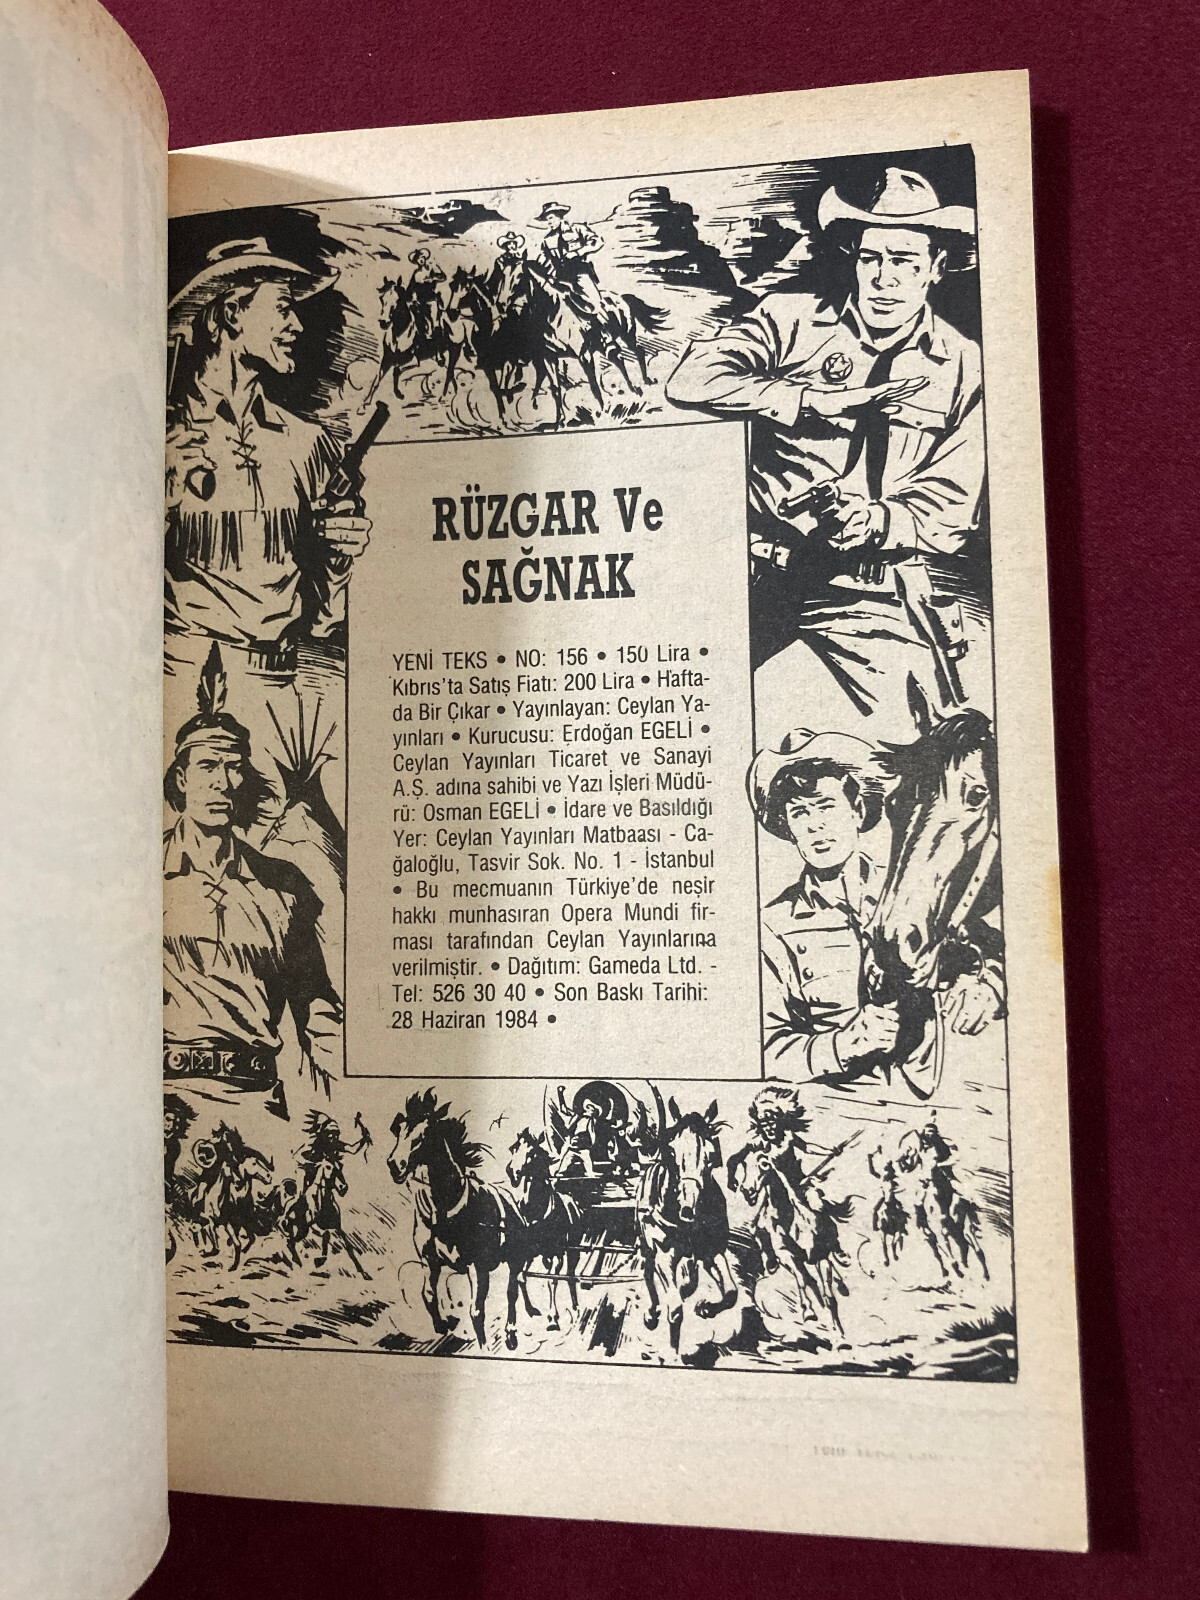 RÜZGAR Ve
SAĞNAK
YENİ TEKS • NO: 156 • 150 Lira •
Kıbrıs'ta Satış Fiatı: 200 Lira • Hafta-
da Bir Çıkar • Yayınlayan: Ceylan Ya-
yınları • Kurucusu: Erdoğan EGELİ •
Ceylan Yayınları Ticaret ve Sanayi
A.Ş. adına sahibi ve Yazı İşleri Müdü-
rü: Osman EGELİ • İdare ve Basıldığı
Yer: Ceylan Yayınları Matbaası - Ca-
ğaloğlu, Tasvir Sok. No. 1 - İstanbul
• Bu mecmuanın Türkiye'de neşir
hakkı munhasıran Opera Mundi fir-
ması tarafından Ceylan Yayınlarına
verilmiştir. • Dağıtım: Gameda Ltd. -
Tel: 526 30 40 • Son Baskı Tarihi:
28 Haziran 1984 •